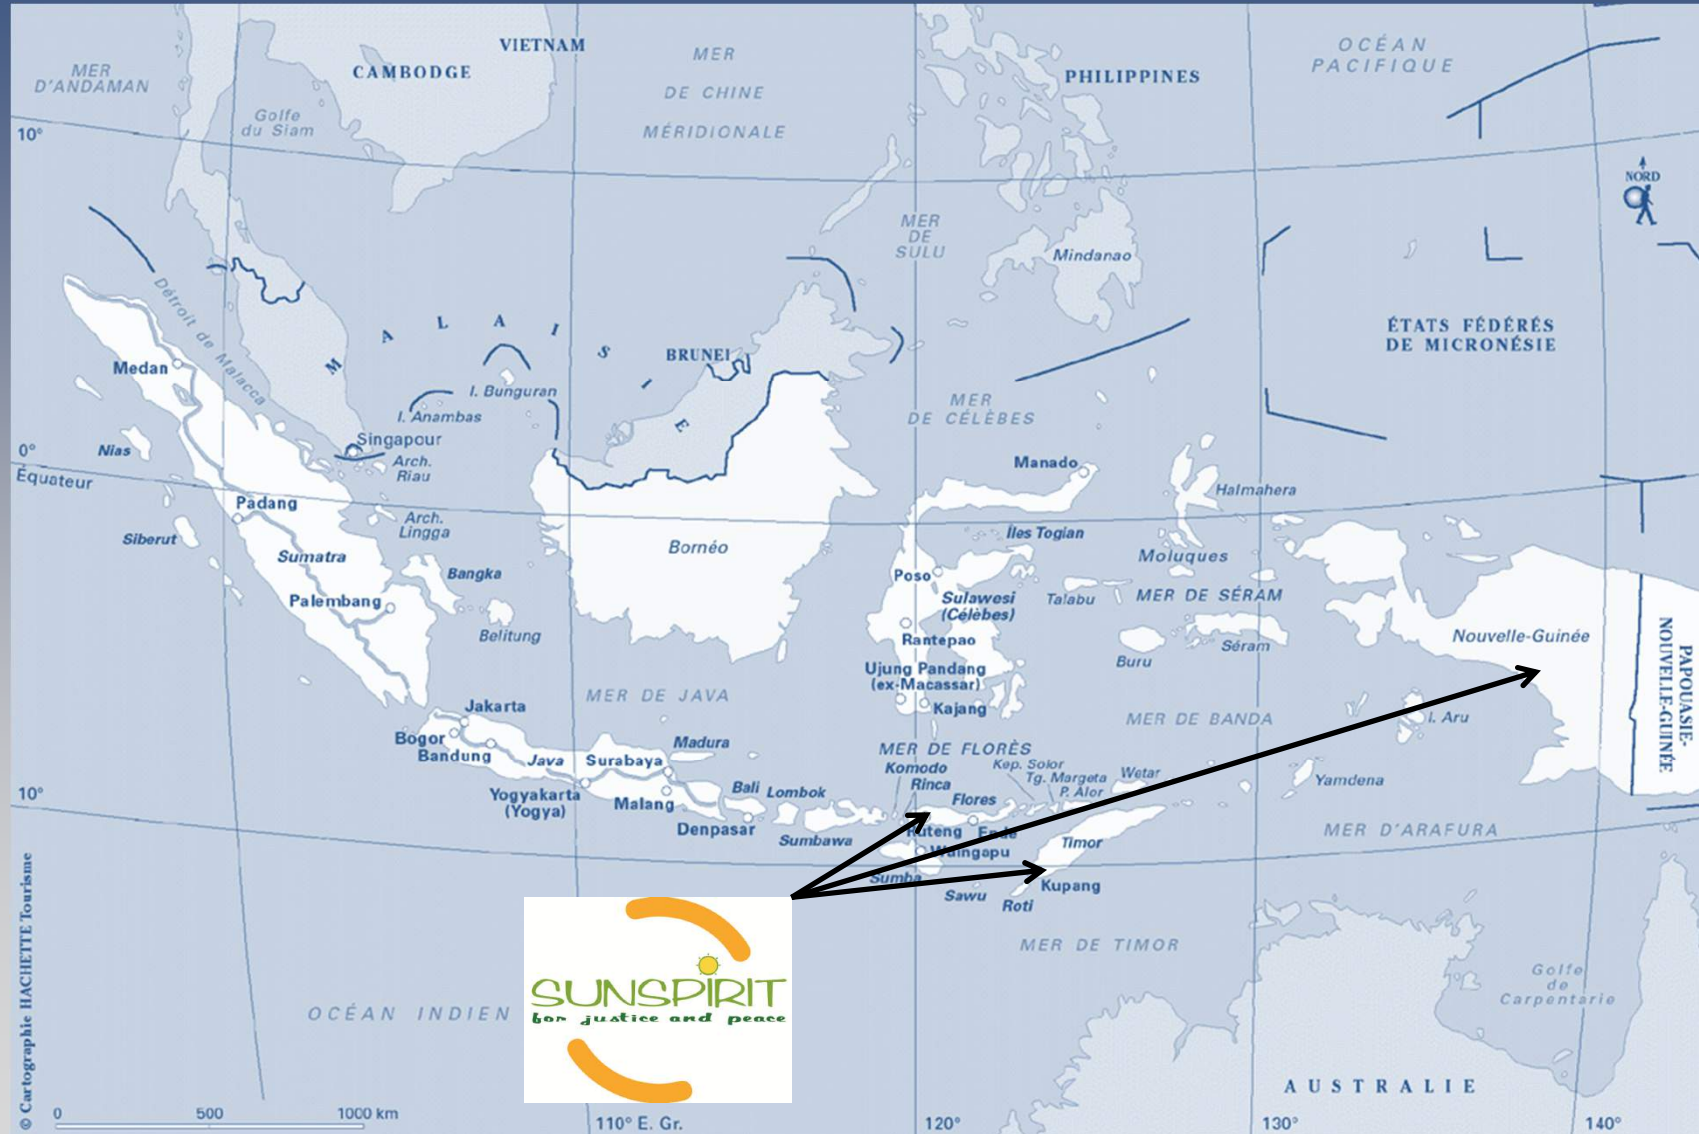 VIETNAM
CAMBODGE
MER
D'ANDAMAN
Golfe
du Siam
MER
DE CHINE
MÉRIDIONALE
PHILIPPINES
OCÉAN
PACIFIQUE
10°
NORD
MER
DE
SULU
Mindanao
Détroit de Malacca
MALAISIE
BRUNEI
ÉTATS FÉDÉRÉS
DE MICRONÉSIE
Medan
I. Bunguran
I. Anambas
MER
DE CÉLÈBES
Singapour
Nias
0°
Équateur
Arch.
Riau
Manado
Halmahera
Padang
Arch.
Lingga
Siberut
Sumatra
Bornéo
Îles Togian
Moluques
Bangka
Poso
Palembang
Sulawesi
(Célèbes)
Talabu
MER DE SÉRAM
Belitung
Rantepao
Buru
Séram
Nouvelle-Guinée
PAPOUASIE-
NOUVELLE-GUINÉE
Ujung Pandang
(ex-Macassar)
MER DE JAVA
Kajang
Jakarta
MER DE BANDA
I. Aru
Bogor
Bandung
Java
Surabaya
Madura
MER DE FLORÈS
Komodo
Rinca
Kep. Solor
Tg. Margeta
P. Alor
Wetar
Yamdena
10°
Yogyakarta
(Yogya)
Malang
Bali
Lombok
Flores
Denpasar
Sumbawa
Ruteng
Ende
MER D'ARAFURA
Waingapu
Timor
Sumba
Sawu
Kupang
Roti
MER DE TIMOR
SUNSPIRIT
for justice and peace
OCÉAN INDIEN
Golfe
de
Carpentarie
AUSTRALIE
© Cartographie HACHETTE Tourisme
0 500 1000 km
110° E. Gr.
120°
130°
140°